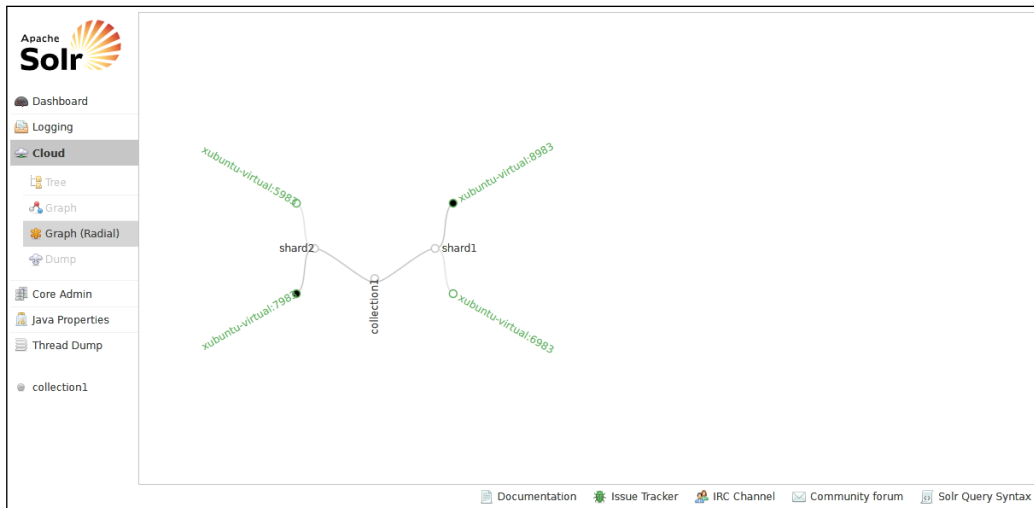 Apache
Solr
Dashboard
Logging
Cloud
Tree
Graph
Graph (Radial)
Dump
Core Admin
Java Properties
Thread Dump
collection1
xubuntu-virtual:5983
xubuntu-virtual:8983
shard2
shard1
collection1
xubuntu-virtual:7983
xubuntu-virtual:6983
Documentation
Issue Tracker
IRC Channel
Community forum
Solr Query Syntax